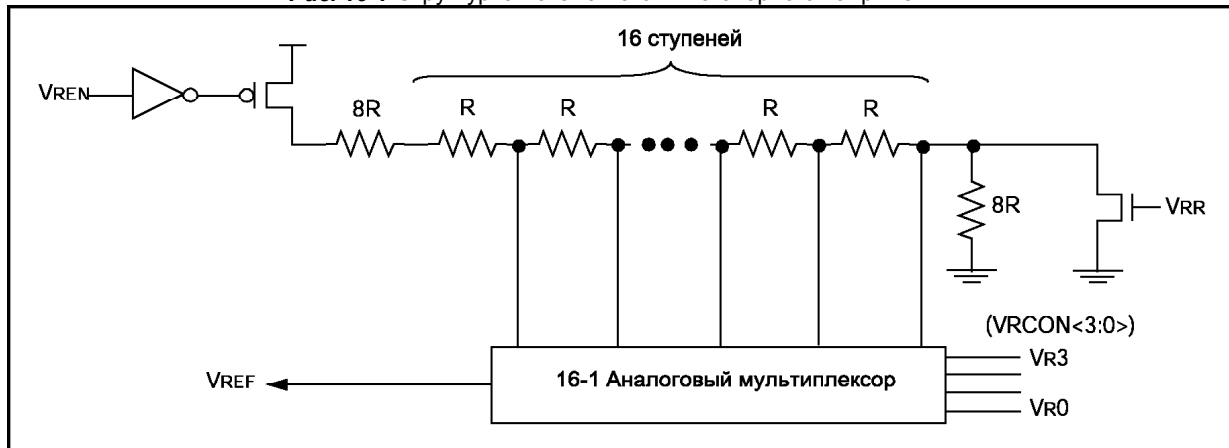 16 ступеней
VREN
8R
R
R
R
R
8R
VRR
(VRCON<3:0>)
VR3
VREF
16-1 Аналоговый мультиплексор
VR0